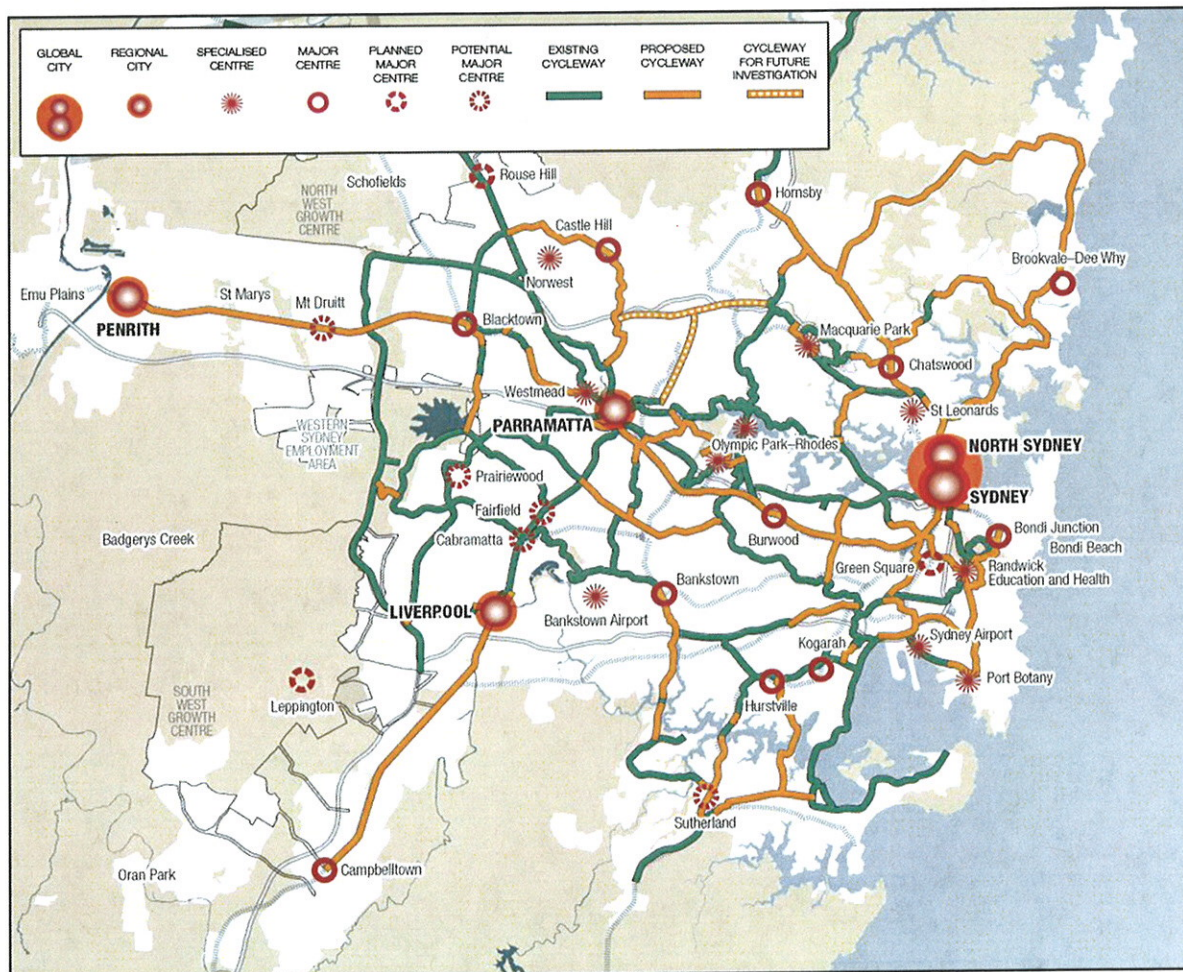 GLOBAL
CITY
REGIONAL
CITY
SPECIALISED
CENTRE
MAJOR
CENTRE
PLANNED
MAJOR
CENTRE
POTENTIAL
MAJOR
CENTRE
EXISTING
CYCLEWAY
PROPOSED
CYCLEWAY
CYCLEWAY
FOR FUTURE
INVESTIGATION
Rouse Hill
Schofields
NORTH
WEST
GROWTH
CENTRE
Hornsby
Castle Hill
Norwest
Brookvale–Dee Why
Emu Plains
St Marys
Mt Druitt
PENRITH
Blacktown
Macquarie Park
Chatswood
Westmead
St Leonards
PARRAMATTA
WESTERN
SYDNEY
EMPLOYMENT
AREA
Olympic Park–Rhodes
NORTH SYDNEY
Prairiewood
SYDNEY
Fairfield
Badgerys Creek
Cabramatta
Burwood
Bondi Junction
Bondi Beach
Green Square
Randwick
Education and Health
Bankstown
LIVERPOOL
Bankstown Airport
Kogarah
Sydney Airport
Port Botany
Leppington
SOUTH
WEST
GROWTH
CENTRE
Hurstville
Sutherland
Oran Park
Campbelltown